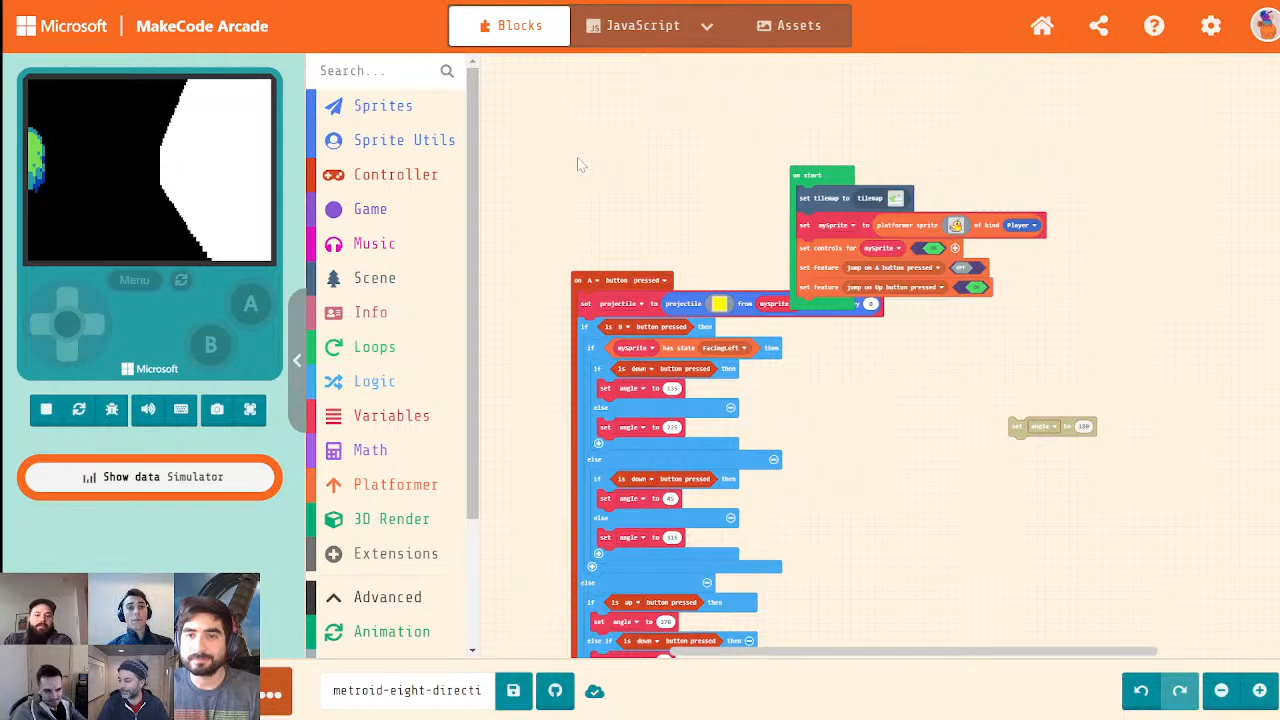 Microsoft | MakeCode Arcade
Blocks
JavaScript
Assets
Search...
Sprites
Sprite Utils
Controller
Game
Music
Scene
Info
Loops
Logic
Variables
Math
Platformer
3D Render
Extensions
Advanced
Animation
Menu
A
B
Microsoft
Show data Simulator
on start
set tilemap to tilemap
set mySprite to platformer sprite of kind Player
set controls for mySprite ON
set feature jump on A button pressed OFF
set feature jump on Up button pressed ON
on A button pressed
set projectile to projectile from mySprite y 0
if is B button pressed then
if mySprite has state FacingLeft then
if is down button pressed then
set angle to 135
else
set angle to 225
else
if is down button pressed then
set angle to 45
else
set angle to 315
else
if is up button pressed then
set angle to 270
else if is down button pressed then
set angle to 180
metroid-eight-directi